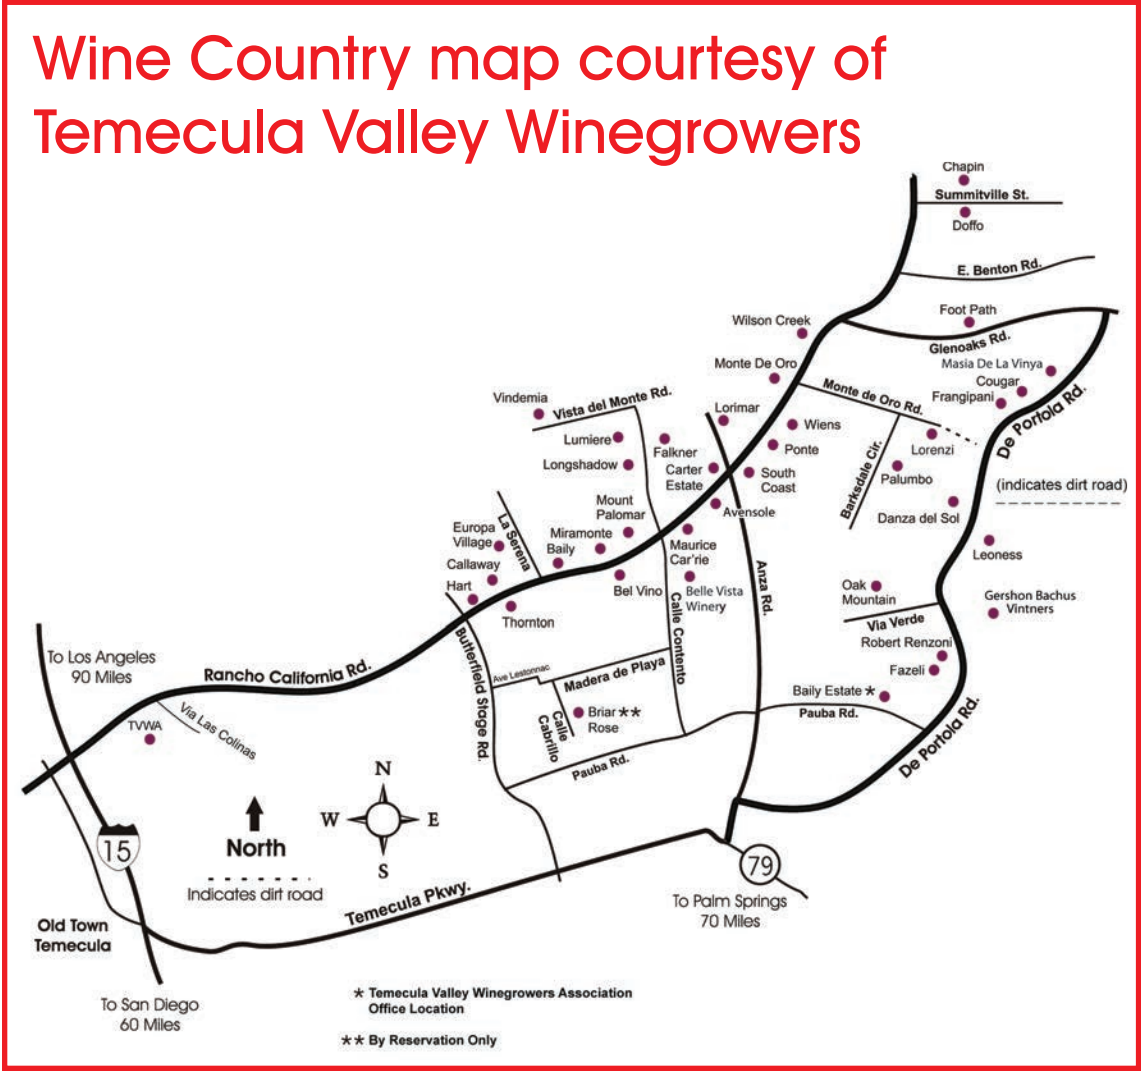 Wine Country map courtesy of
Temecula Valley Winegrowers
Chapin
Summitville St.
Doffo
E. Benton Rd.
Foot Path
Glenoaks Rd.
Wilson Creek
Monte De Oro
Masia De La Vinya
Cougar
Frangipani
De Portola Rd.
Monte de Oro Rd.
Vindemia
Vista del Monte Rd.
Lorimar
Wiens
Lumiere
Falkner
Ponte
Lorenzi
Longshadow
Carter
Estate
South
Coast
Barksdale Cir.
Palumbo
(indicates dirt road)
Mount
Palomar
Avensole
Danza del Sol
La Serena
Europa
Village
Miramonte
Baily
Maurice
Car'rie
Leoness
Callaway
Hart
Bel Vino
Belle Vista
Winery
Anza Rd.
Oak
Mountain
Gershon Bachus
Vintners
Thornton
Calle Contento
Via Verde
Robert Renzoni
Butterfield Stage Rd.
To Los Angeles
90 Miles
Rancho California Rd.
Ave Lestonnac
Madera de Playa
Fazeli
Baily Estate *
Pauba Rd.
Via Las Colinas
TVWA
Briar **
Rose
Calle
Cabrillo
Pauba Rd.
De Portola Rd.
N
W
E
S
North
Indicates dirt road
15
79
To Palm Springs
70 Miles
Temecula Pkwy.
Old Town
Temecula
To San Diego
60 Miles
* Temecula Valley Winegrowers Association
Office Location
** By Reservation Only